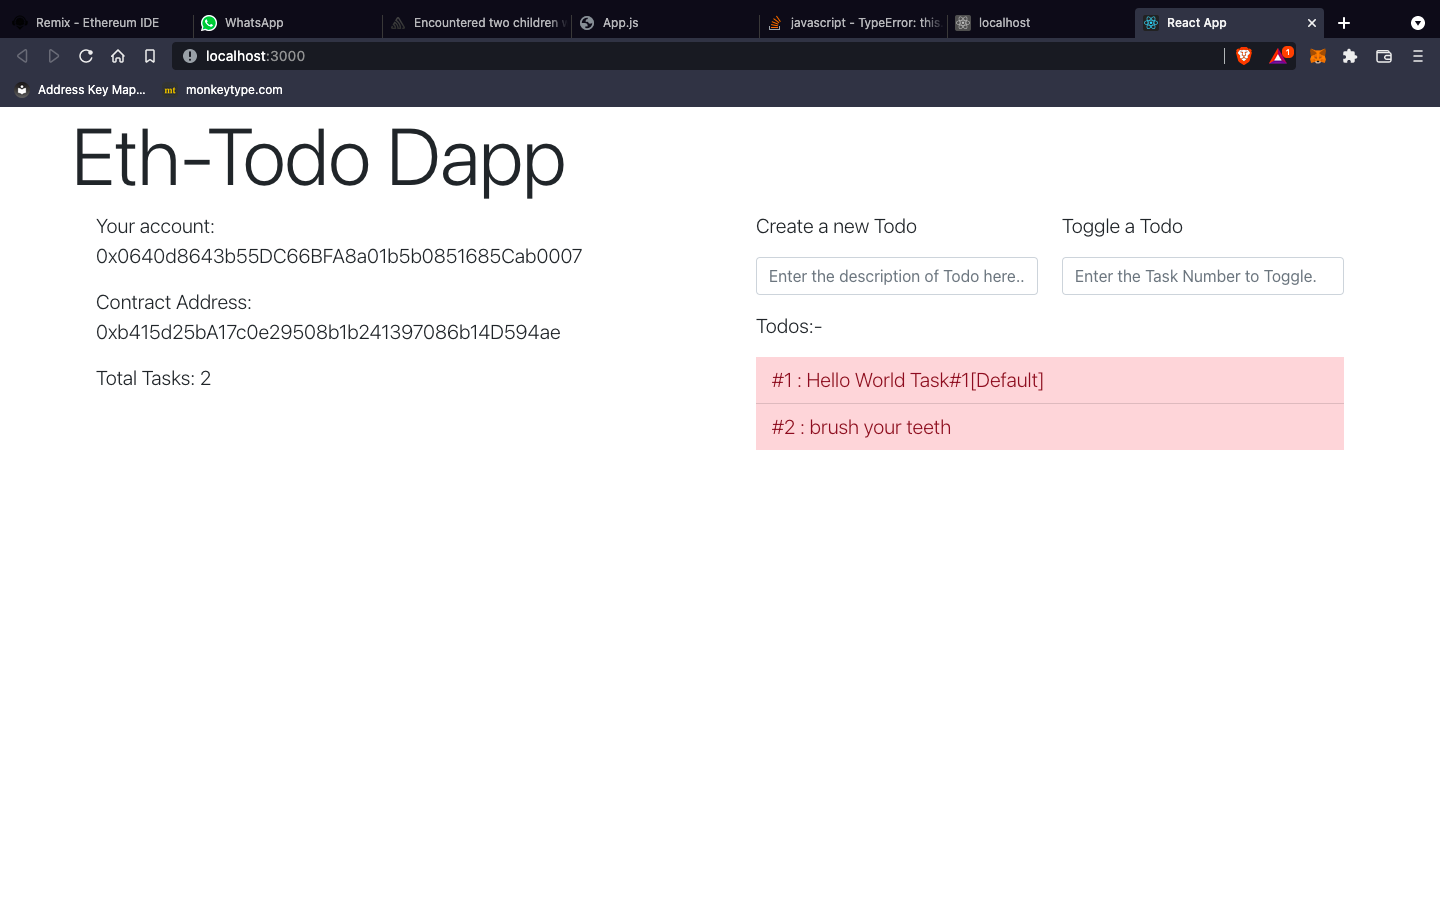 Remix - Ethereum IDE
WhatsApp
Encountered two children
App.js
javascript - TypeError: this.
localhost
React App
localhost:3000
1
Address Key Map...
mt monkeytype.com
Eth-Todo Dapp
Your account:
0x0640d8643b55DC66BFA8a01b5b0851685Cab0007
Contract Address:
0xb415d25bA17c0e29508b1b241397086b14D594ae
Total Tasks: 2
Create a new Todo
Enter the description of Todo here..
Toggle a Todo
Enter the Task Number to Toggle.
Todos:-
#1 : Hello World Task#1[Default]
#2 : brush your teeth